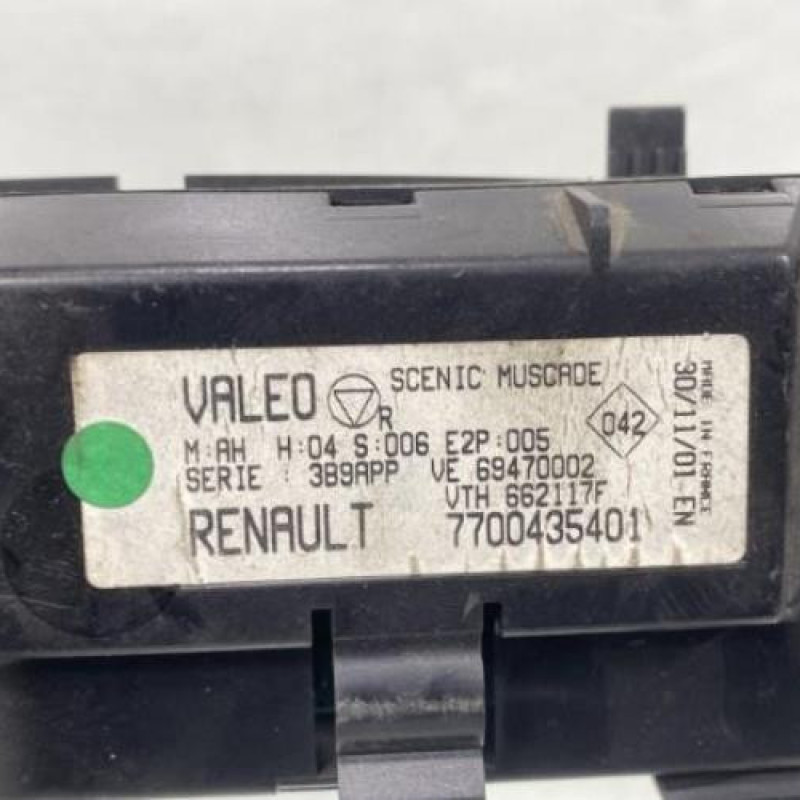 VALEO R SCENIC MUSCADE
042
M:AH H:04 S:006 E2P:005
SERIE : 3B9APP VE 69470002
VTH 662117F
RENAULT 7700435401
MADE IN FRANCE
30/11/01 EN